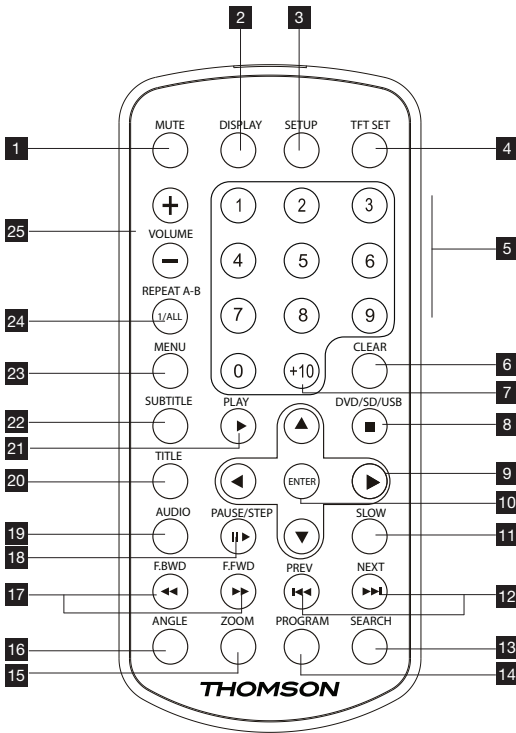 2 3
MUTE DISPLAY SETUP TFT SET
1 4
1 2 3
25 VOLUME 5
4 5 6
REPEAT A-B
24 1/ALL 7 8 9
MENU CLEAR
23 0 +10 6
7
SUBTITLE PLAY DVD/SD/USB
22 8
21
TITLE 9
20 ENTER 10
AUDIO PAUSE/STEP SLOW
19 11
18
F.BWD F.FWD PREV NEXT
17 12
ANGLE ZOOM PROGRAM SEARCH
16 13
15 14
THOMSON